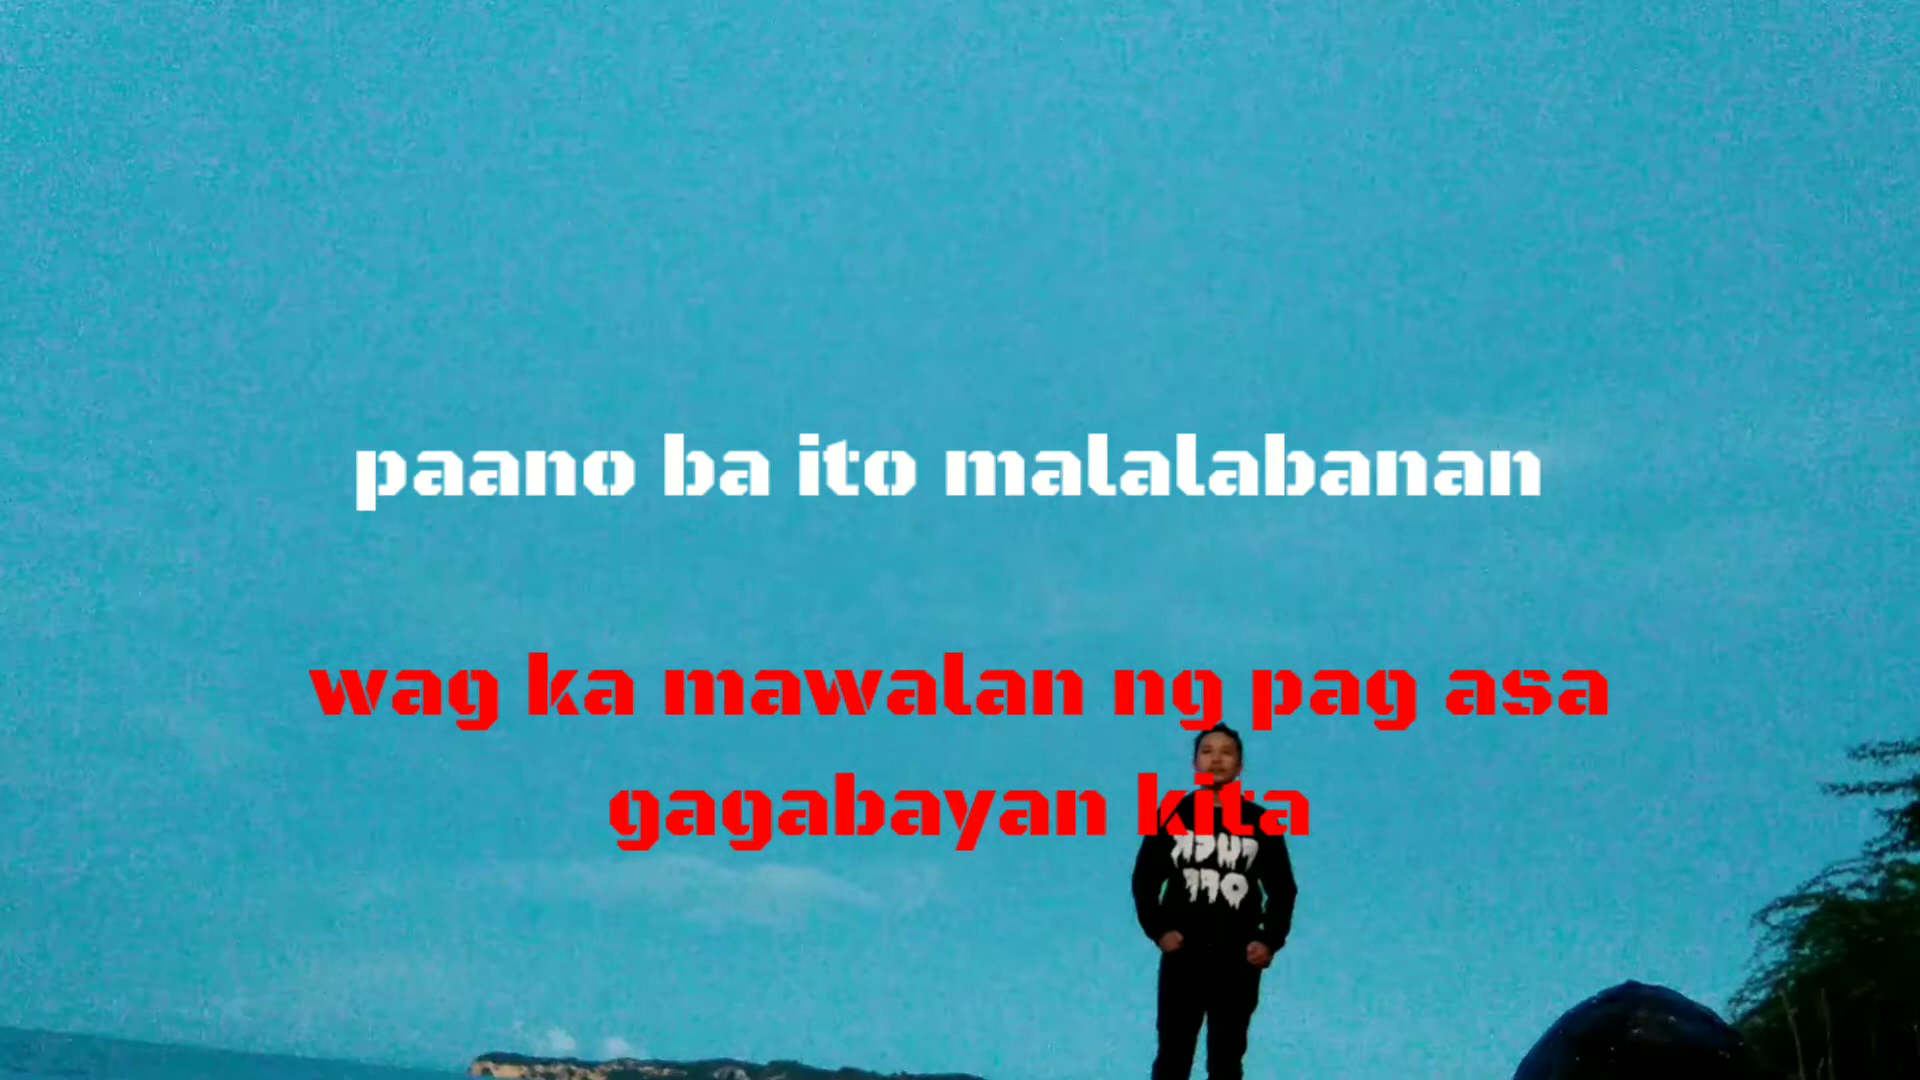 paano ba ito malalabanan
wag ka mawalan ng pag asa
gagabayan kita